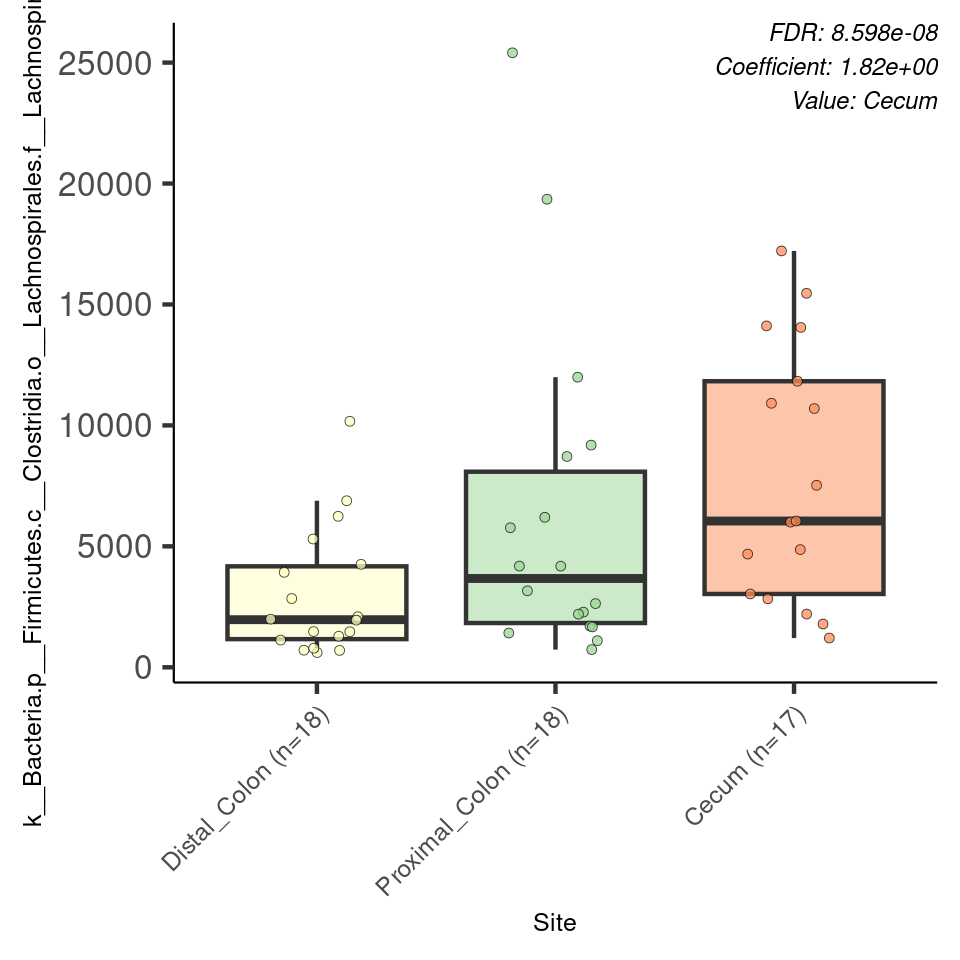 FDR: 8.598e-08
Coefficient: 1.82e+00
Value: Cecum
k__Bacteria.p__Firmicutes.c__Clostridia.o__Lachnospirales.f__Lachnospir
25000
20000
15000
10000
5000
0
Distal_Colon (n=18)
Proximal_Colon (n=18)
Cecum (n=17)
Site